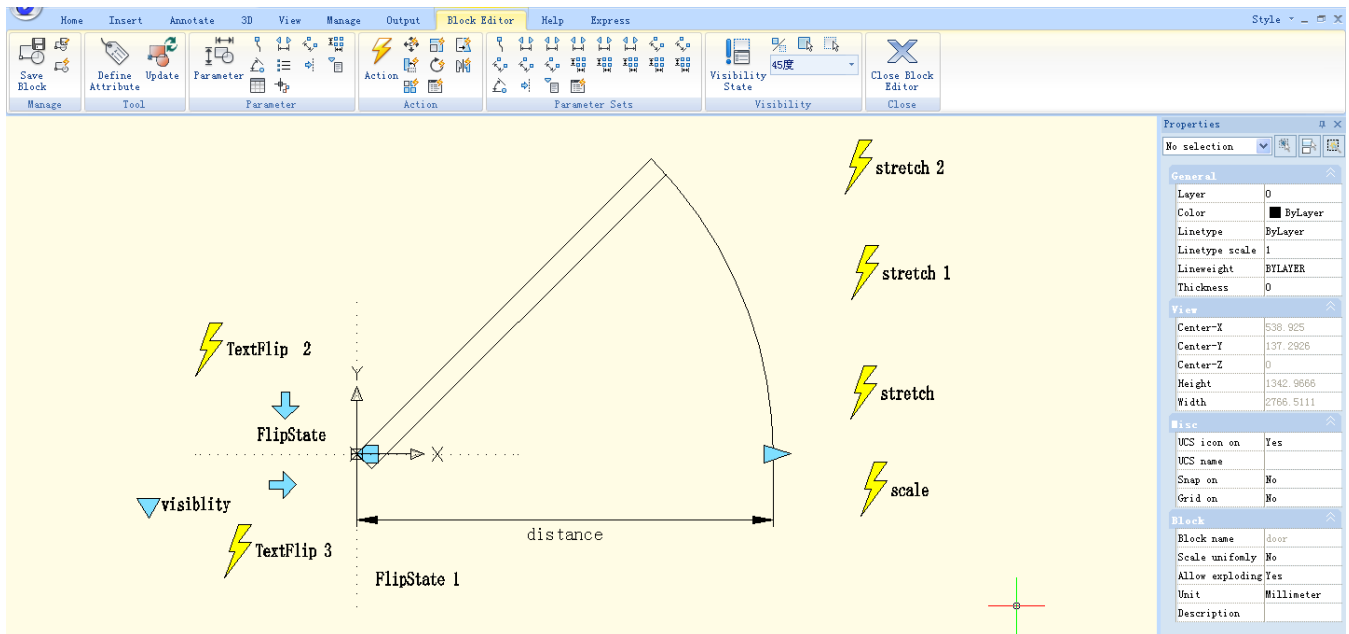 Home Insert Annotate 3D View Manage Output Block Editor Help Express Style
Save Block
Define Attribute
Update
Parameter
Action
Visibility State
45度
Close Block Editor
Manage Tool Parameter Action Parameter Sets Visibility Close
stretch 2
stretch 1
stretch
scale
TextFlip 2
FlipState
visiblity
TextFlip 3
Y
X
distance
FlipState 1
Properties
No selection
General
Layer 0
Color ByLayer
Linetype ByLayer
Linetype scale 1
Lineweight BYLAYER
Thickness 0
View
Center-X 538.925
Center-Y 137.2926
Center-Z 0
Height 1342.9666
Width 2766.5111
Misc
UCS icon on Yes
UCS name
Snap on No
Grid on No
Block
Block name door
Scale unifomly No
Allow exploding Yes
Unit Millimeter
Description